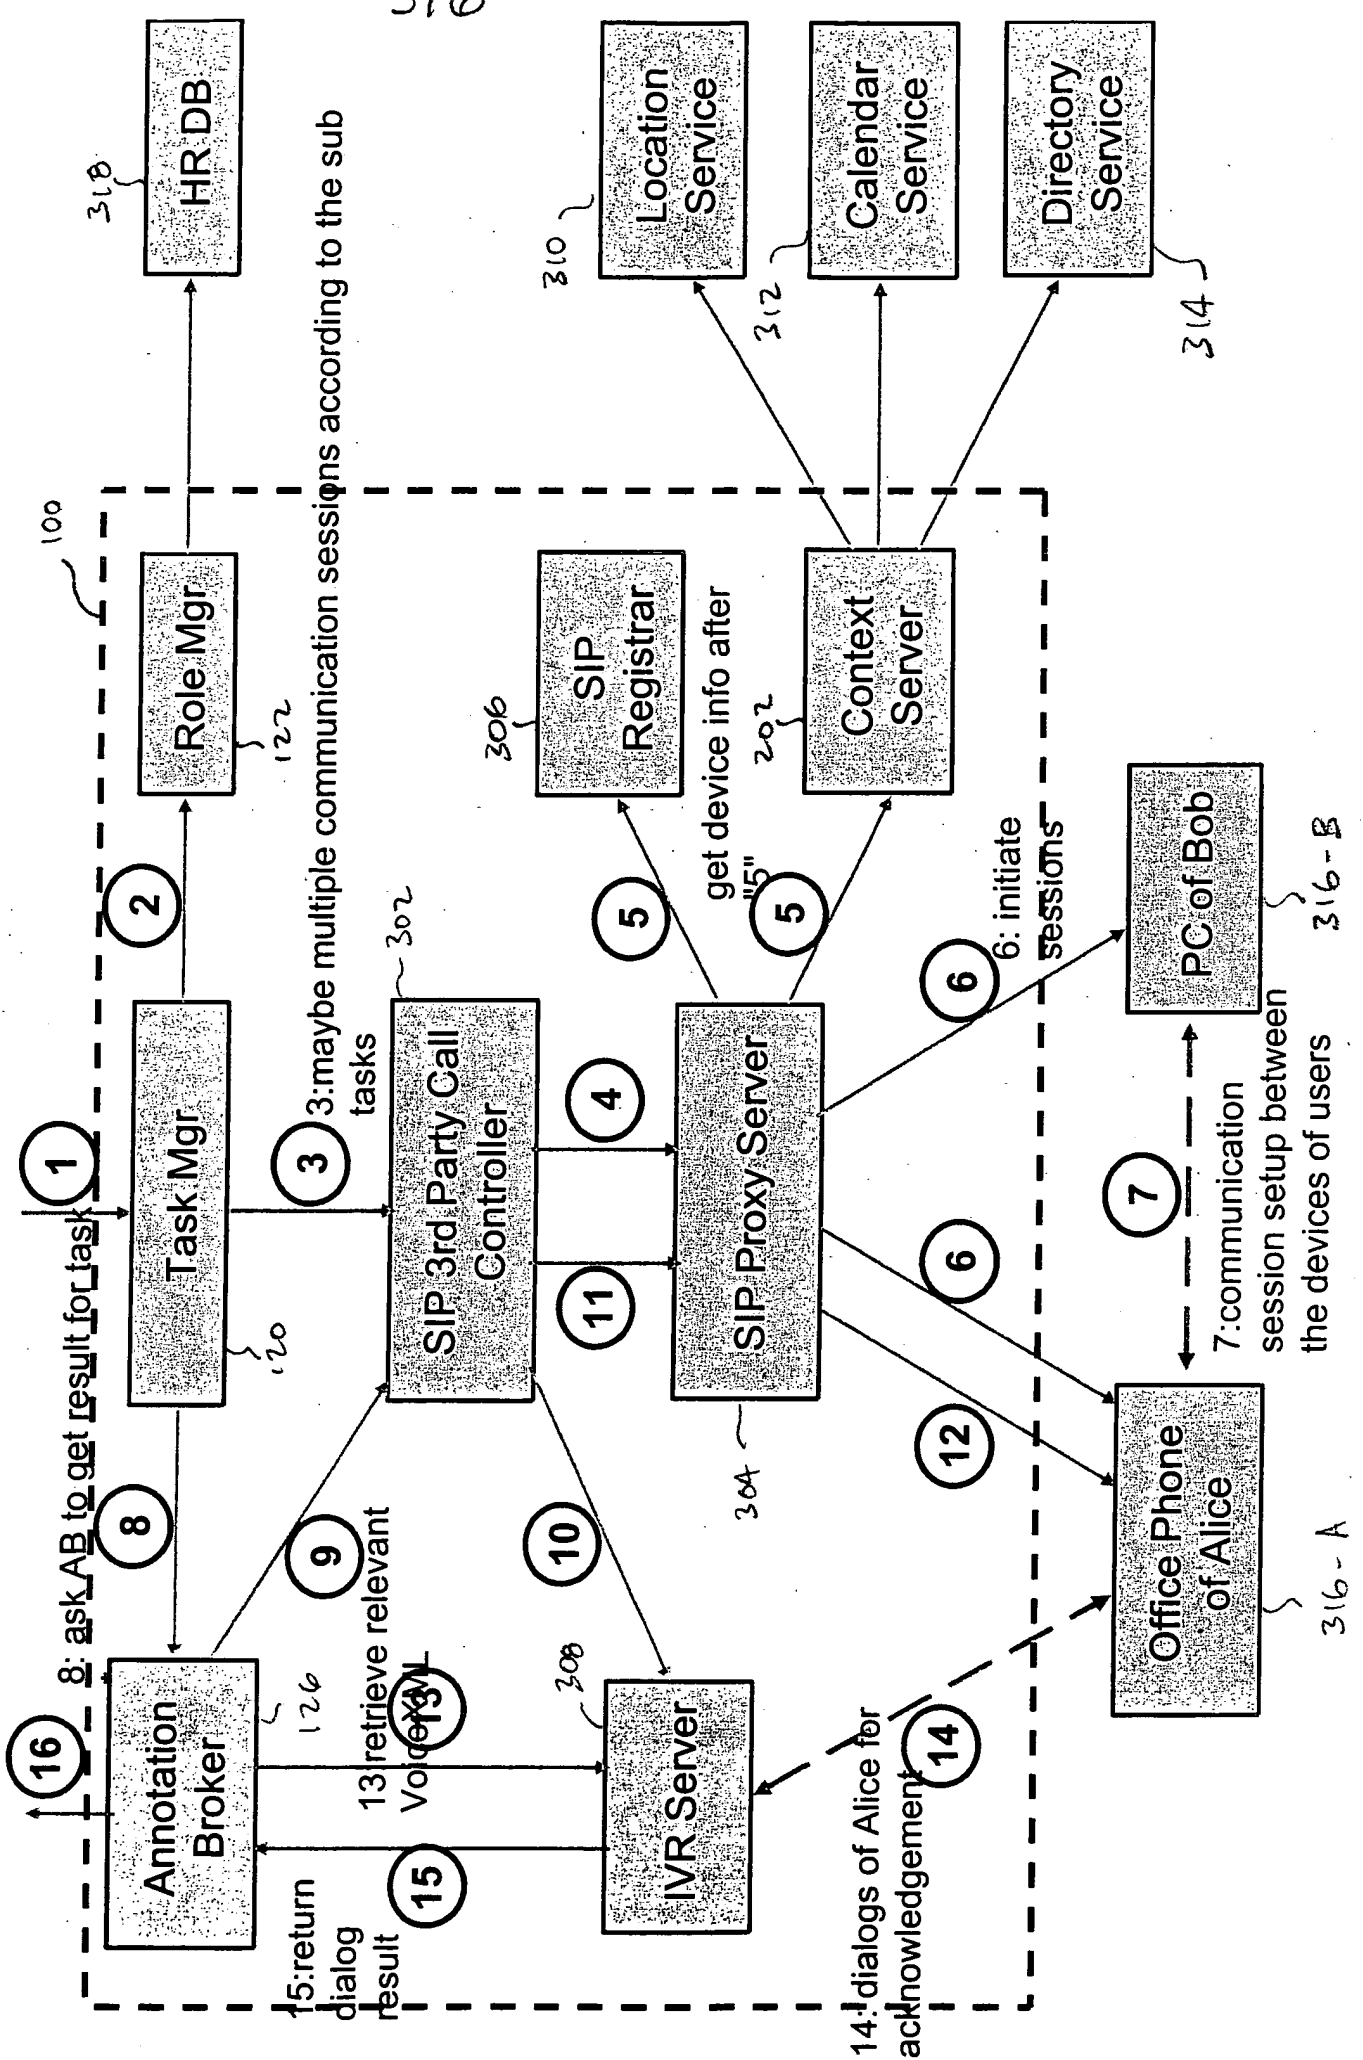 316
8: ask AB to get result for task
1
100
318
16
Annotation
Broker
126
8
Task Mgr
120
2
Role Mgr
122
HR DB
3:maybe multiple communication sessions according to the sub
tasks
3
9
13retrieve relevant
VoiceXML
13
15
15:return
dialog
result
SIP 3rd Party Call
Controller
302
10
11
4
5
SIP
Registrar
306
310
Location
Service
IVR Server
308
SIP Proxy Server
304
get device info after
"5"
5
Context
Server
202
312
Calendar
Service
14: dialogs of Alice for
acknowledgement
14
12
6
6
6: initiate
sessions
Directory
Service
314
Office Phone
of Alice
316-A
7
7:communication
session setup between
the devices of users
PC of Bob
316-B